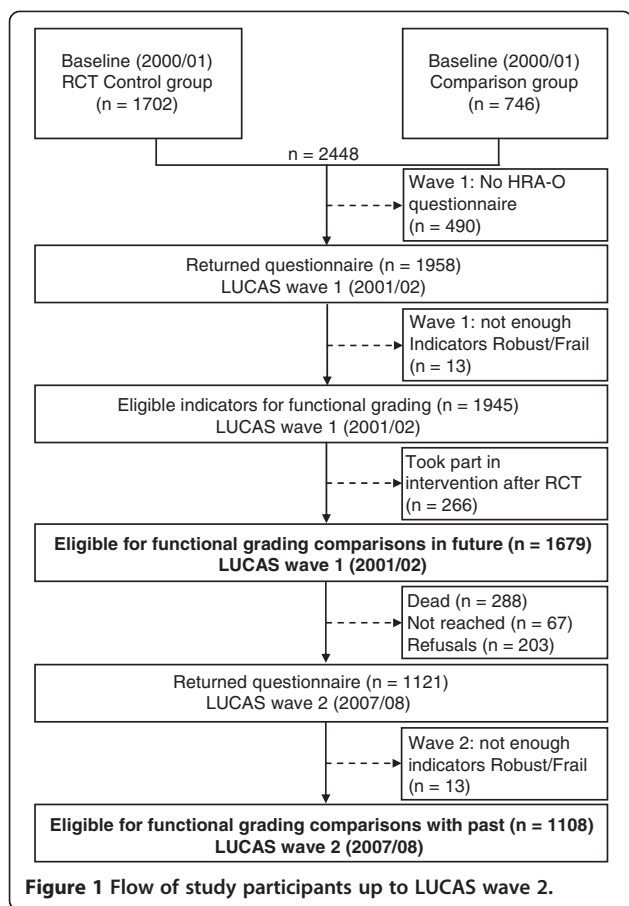 Baseline (2000/01)
RCT Control group
(n = 1702)
Baseline (2000/01)
Comparison group
(n = 746)
n = 2448
Wave 1: No HRA-O
questionnaire
(n = 490)
Returned questionnaire (n = 1958)
LUCAS wave 1 (2001/02)
Wave 1: not enough
Indicators Robust/Frail
(n = 13)
Eligible indicators for functional grading (n = 1945)
LUCAS wave 1 (2001/02)
Took part in
intervention after RCT
(n = 266)
Eligible for functional grading comparisons in future (n = 1679)
LUCAS wave 1 (2001/02)
Dead (n = 288)
Not reached (n = 67)
Refusals (n = 203)
Returned questionnaire (n = 1121)
LUCAS wave 2 (2007/08)
Wave 2: not enough
indicators Robust/Frail
(n = 13)
Eligible for functional grading comparisons with past (n = 1108)
LUCAS wave 2 (2007/08)
Figure 1 Flow of study participants up to LUCAS wave 2.